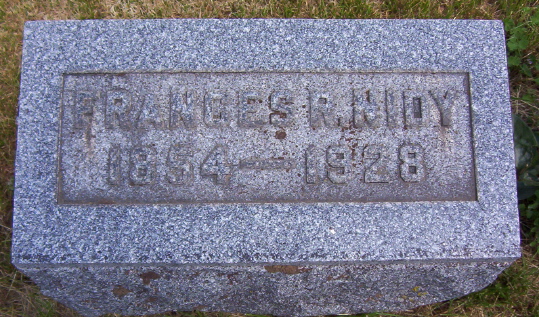 FRANCES R. NIDY
1854 — 1928